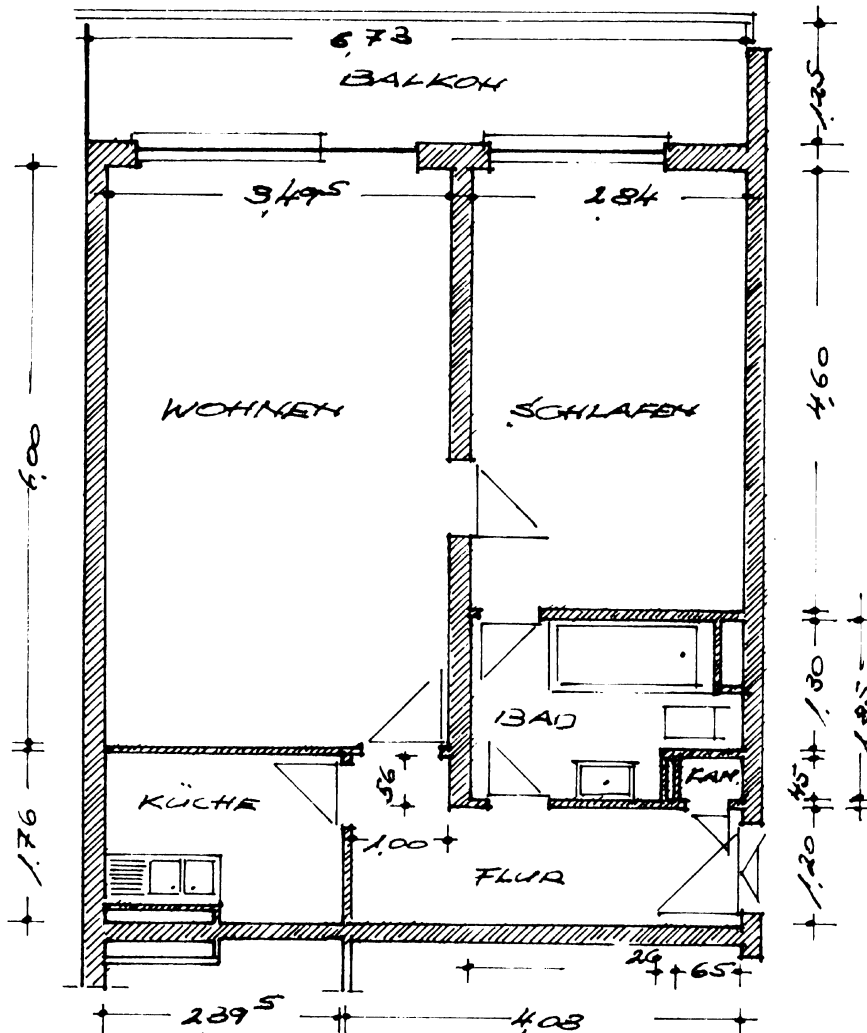 6,73
BALKON
1,25
3,49⁵
2,84
WOHNEN
SCHLAFEN
4,60
6,00
BAD
1,30
KAM.
45
KÜCHE
56
1,76
1,00
FLUR
1,20
26
65
2,39⁵
4,08